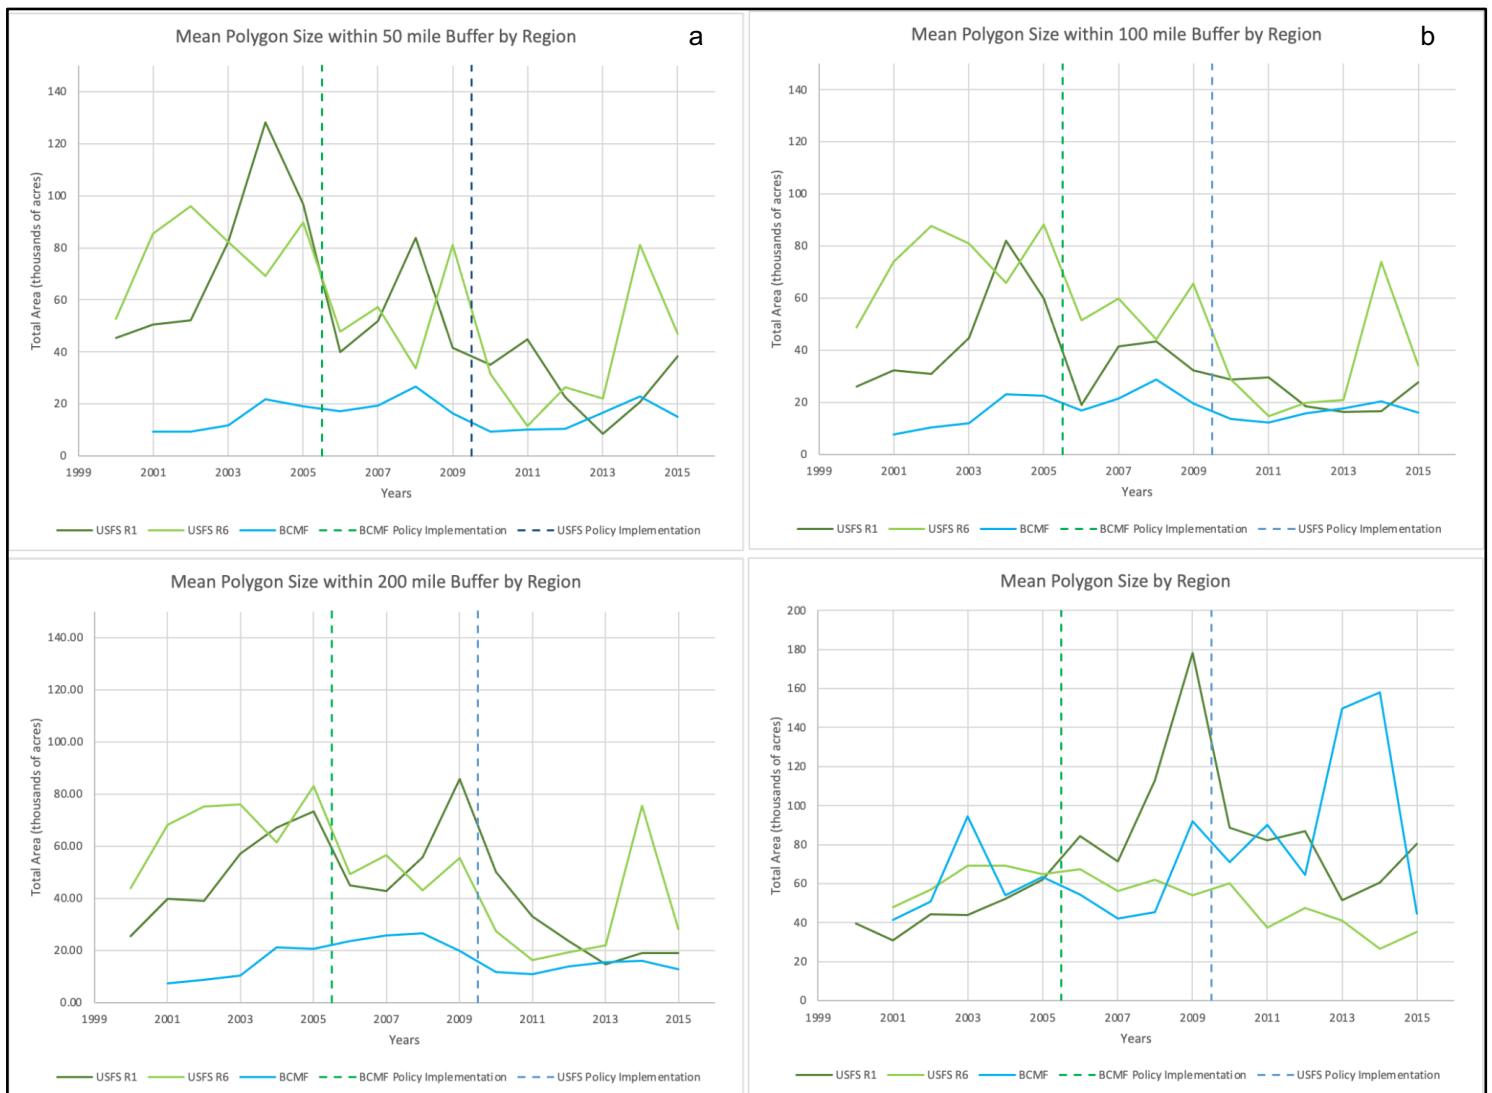 Mean Polygon Size within 50 mile Buffer by Region
a
Total Area (thousands of acres)
140
120
100
80
60
40
20
0
1999 2001 2003 2005 2007 2009 2011 2013 2015
Years
USFS R1 USFS R6 BCMF BCMF Policy Implementation USFS Policy Implementation
Mean Polygon Size within 100 mile Buffer by Region
b
Total Area (thousands of acres)
140
120
100
80
60
40
20
0
1999 2001 2003 2005 2007 2009 2011 2013 2015
Years
USFS R1 USFS R6 BCMF BCMF Policy Implementation USFS Policy Implementation
Mean Polygon Size within 200 mile Buffer by Region
Total Area (thousands of acres)
140.00
120.00
100.00
80.00
60.00
40.00
20.00
0.00
1999 2001 2003 2005 2007 2009 2011 2013 2015
Years
USFS R1 USFS R6 BCMF BCMF Policy Implementation USFS Policy Implementation
Mean Polygon Size by Region
Total Area (thousands of acres)
200
180
160
140
120
100
80
60
40
20
0
1999 2001 2003 2005 2007 2009 2011 2013 2015
Years
USFS R1 USFS R6 BCMF BCMF Policy Implementation USFS Policy Implementation